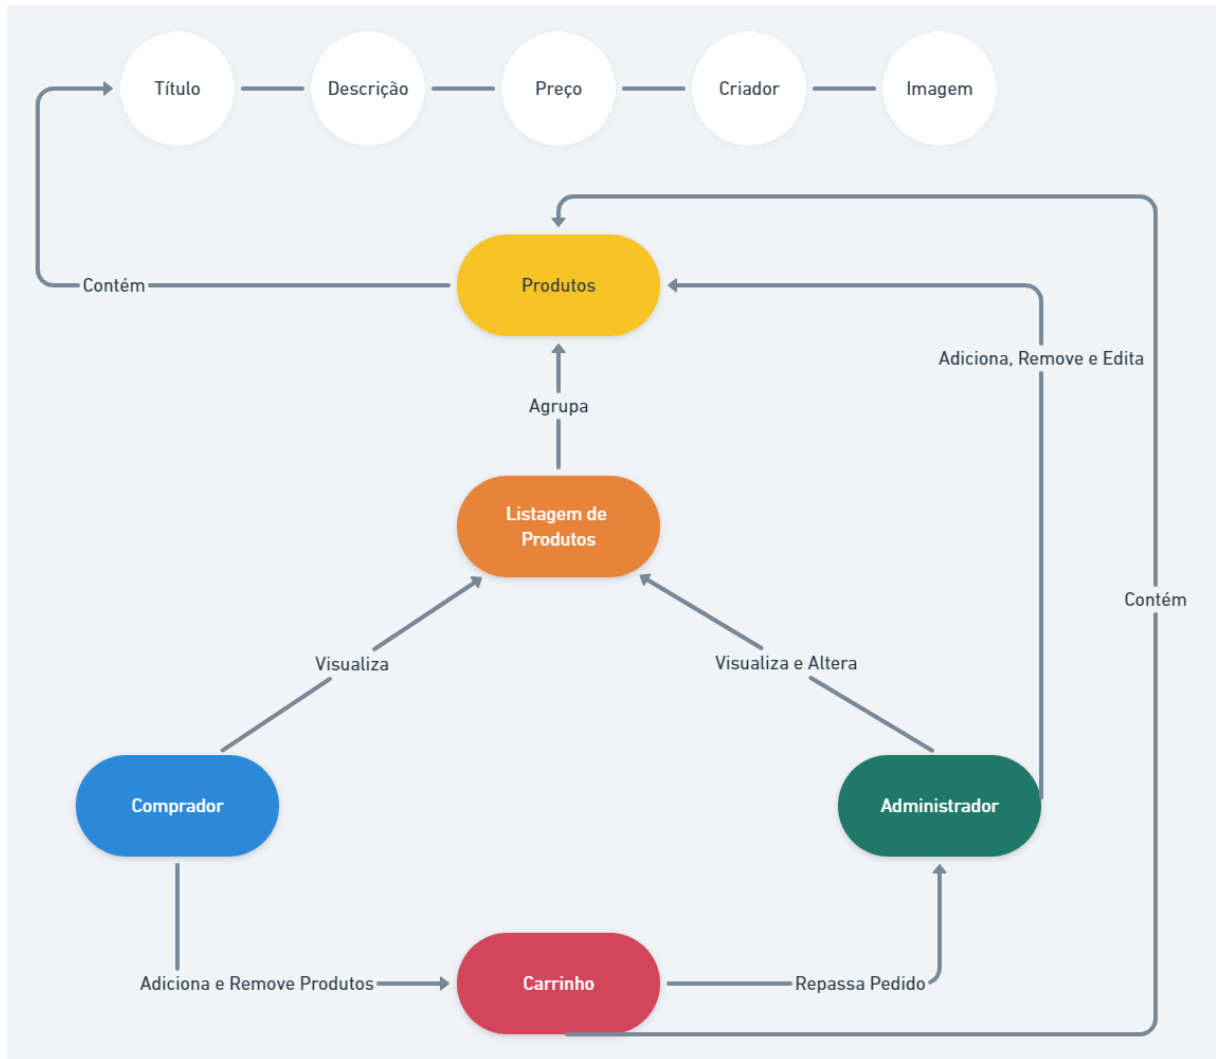 Título
Descrição
Preço
Criador
Imagem
Contém
Produtos
Adiciona, Remove e Edita
Agrupa
Listagem de
Produtos
Contém
Visualiza
Visualiza e Altera
Comprador
Administrador
Adiciona e Remove Produtos
Carrinho
Repassa Pedido